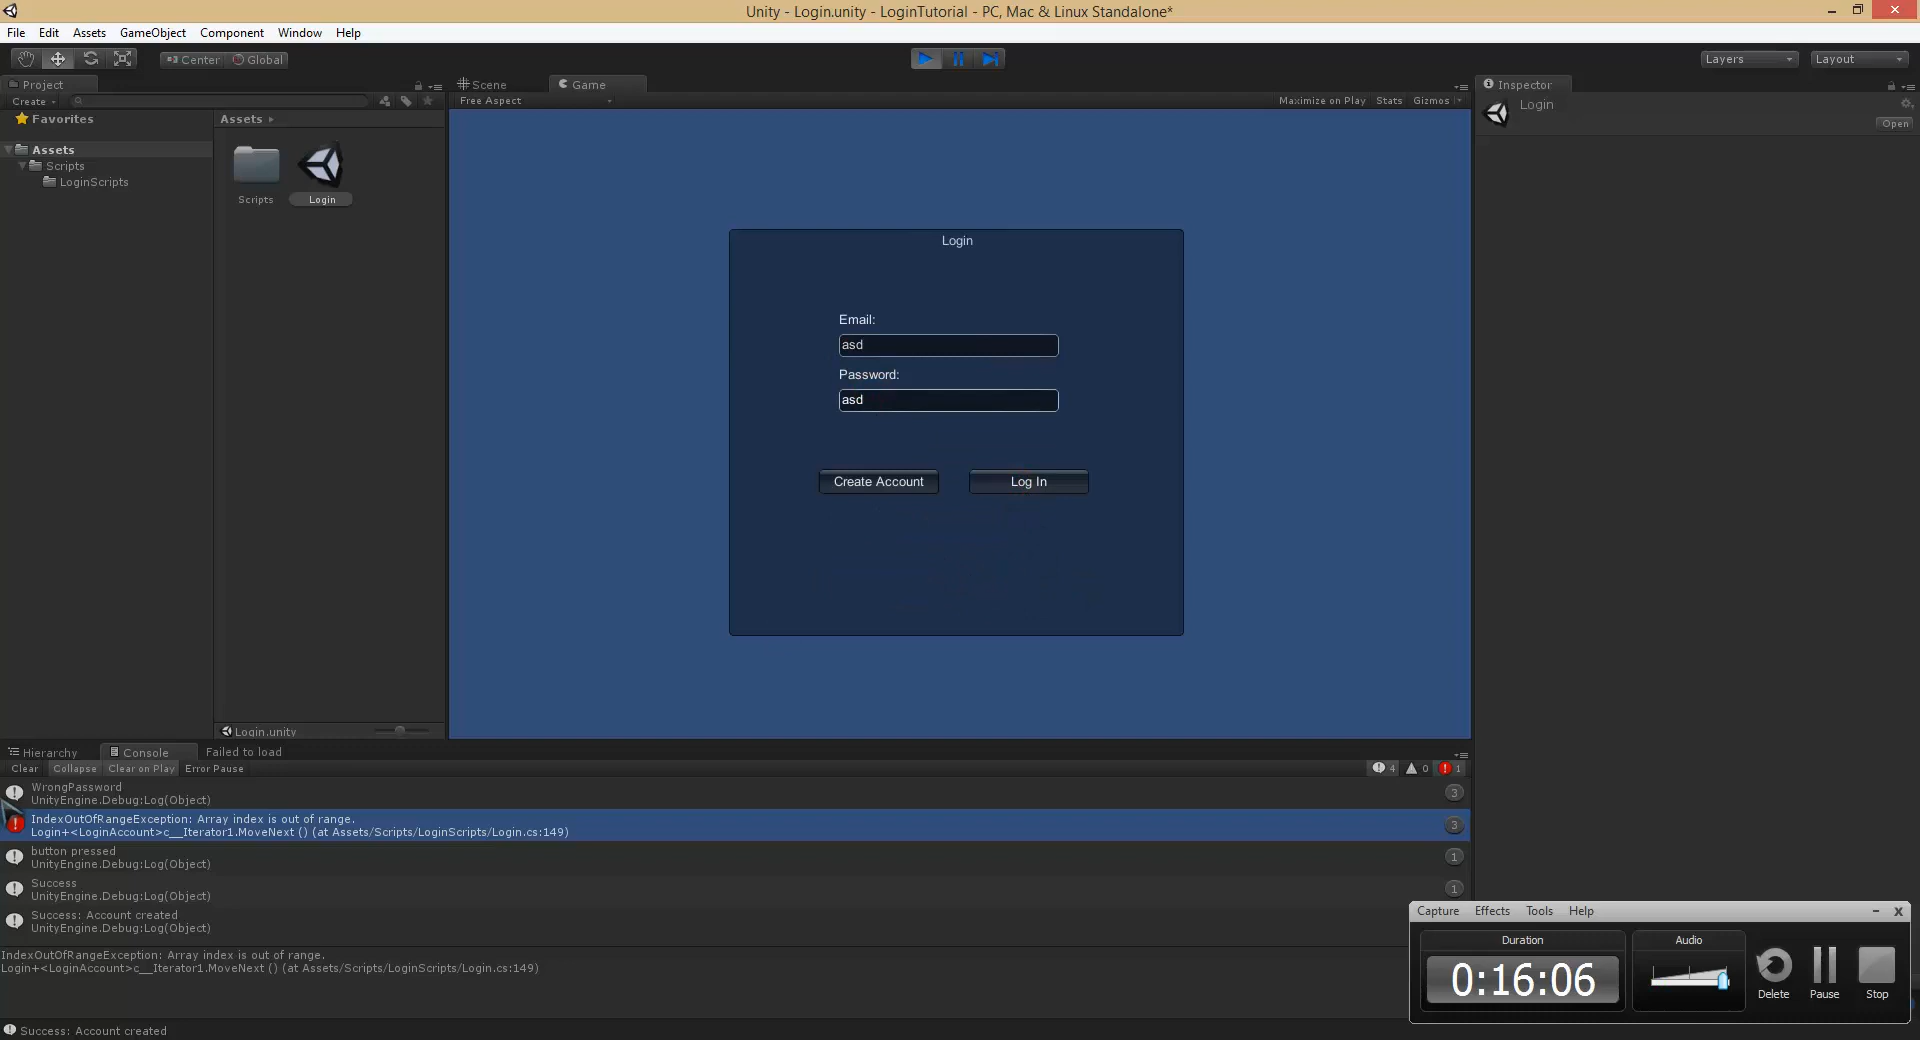 Unity - Login.unity - LoginTutorial - PC, Mac & Linux Standalone*
File Edit Assets GameObject Component Window Help
Center Global Layers Layout
Project Scene Game Inspector
Create Free Aspect Maximize on Play Stats Gizmos Login
Open
Favorites Assets
Assets
Scripts
LoginScripts
Scripts Login
Login
Email:
asd
Password:
asd
Create Account Log In
Login.unity
Hierarchy Console Failed to load
Clear Collapse Clear on Play Error Pause 4 0 1
WrongPassword
UnityEngine.Debug:Log(Object) 3
IndexOutOfRangeException: Array index is out of range.
Login+<LoginAccount>c__Iterator1.MoveNext () (at Assets/Scripts/LoginScripts/Login.cs:149) 3
button pressed
UnityEngine.Debug:Log(Object) 1
Success
UnityEngine.Debug:Log(Object) 1
Success: Account created
UnityEngine.Debug:Log(Object)
IndexOutOfRangeException: Array index is out of range.
Login+<LoginAccount>c__Iterator1.MoveNext () (at Assets/Scripts/LoginScripts/Login.cs:149)
Success: Account created
Capture Effects Tools Help
Duration Audio
0:16:06
Delete Pause Stop